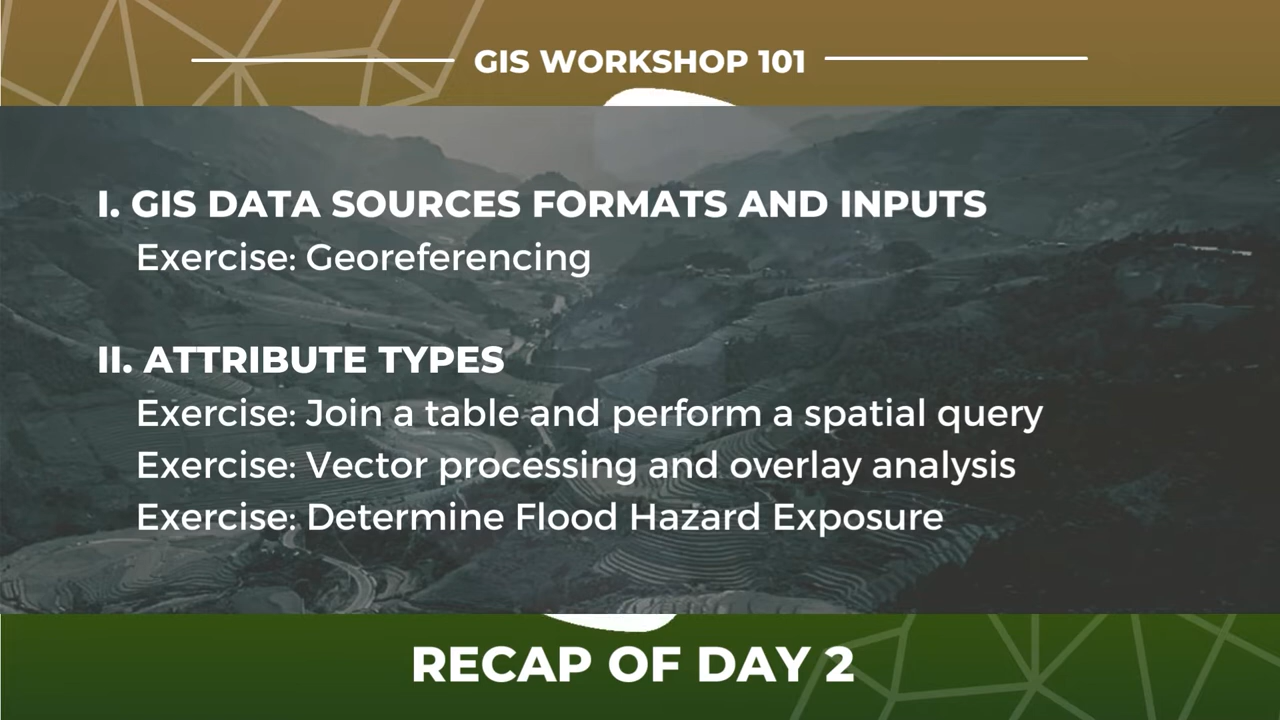 GIS WORKSHOP 101
I. GIS DATA SOURCES FORMATS AND INPUTS
Exercise: Georeferencing
II. ATTRIBUTE TYPES
Exercise: Join a table and perform a spatial query
Exercise: Vector processing and overlay analysis
Exercise: Determine Flood Hazard Exposure
RECAP OF DAY 2